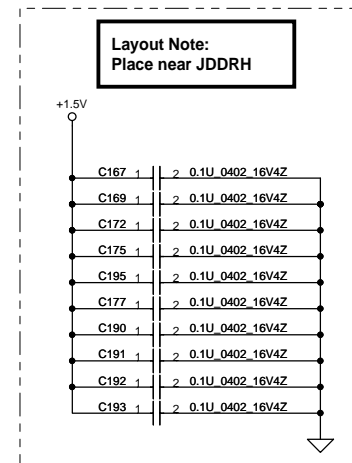 Layout Note:
Place near JDDRH
+1.5V
C167 1 2 0.1U_0402_16V4Z
C169 1 2 0.1U_0402_16V4Z
C172 1 2 0.1U_0402_16V4Z
C175 1 2 0.1U_0402_16V4Z
C195 1 2 0.1U_0402_16V4Z
C177 1 2 0.1U_0402_16V4Z
C190 1 2 0.1U_0402_16V4Z
C191 1 2 0.1U_0402_16V4Z
C192 1 2 0.1U_0402_16V4Z
C193 1 2 0.1U_0402_16V4Z